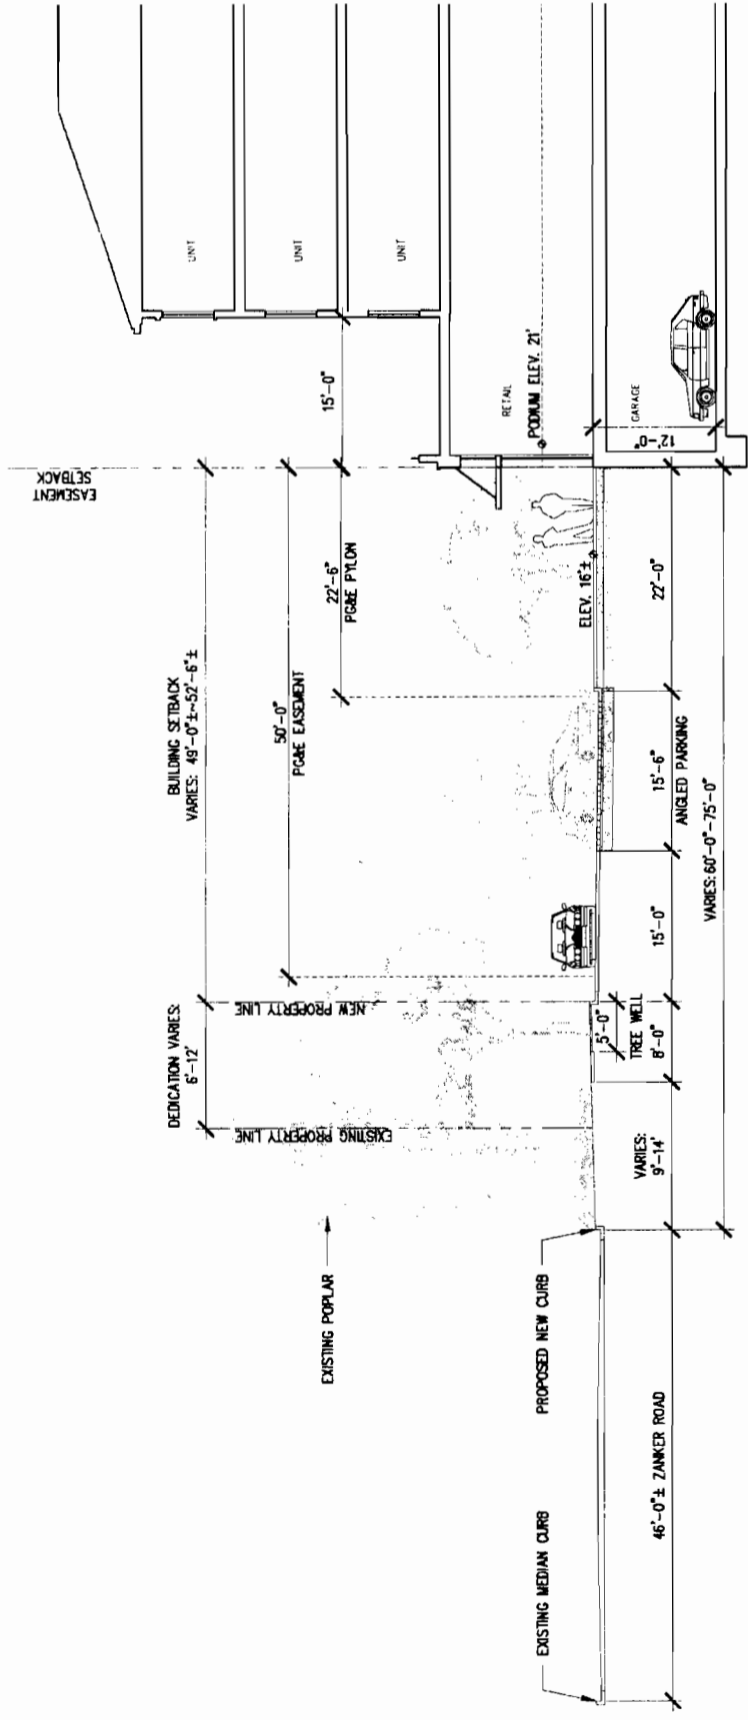 EASEMENT
SETBACK
BUILDING SETBACK
VARIES: 49'-0"±~52'-6"±
DEDICATION VARIES:
6'-12'
50'-0"
PG&E EASEMENT
22'-6"
PG&E PYLON
15'-0"
UNIT
UNIT
UNIT
NEW PROPERTY LINE
EXISTING PROPERTY LINE
EXISTING POPLAR
RETAIL
PODIUM ELEV. 21'
ELEV. 16'±
GARAGE
12'-0"
EXISTING MEDIAN CURB
PROPOSED NEW CURB
5'-0"
TREE WELL
8'-0"
VARIES:
9'-14'
15'-0"
15'-6"
ANGLED PARKING
22'-0"
46'-0"± ZANKER ROAD
VARIES: 60'-0"-75'-0"